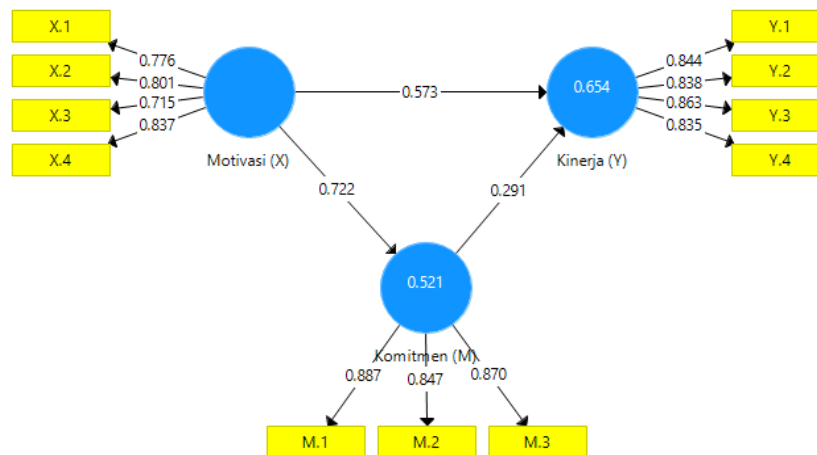 X.1
X.2
X.3
X.4
0.776
0.801
0.715
0.837
Motivasi (X)
0.573
0.722
0.654
Kinerja (Y)
0.844
0.838
0.863
0.835
Y.1
Y.2
Y.3
Y.4
0.291
0.521
Komitmen (M)
0.887
0.847
0.870
M.1
M.2
M.3